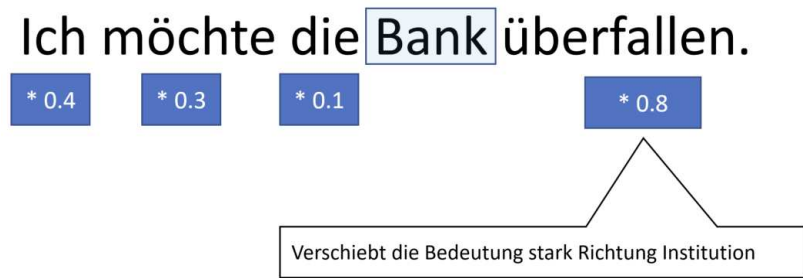 Ich möchte die Bank überfallen.
* 0.4 * 0.3 * 0.1 * 0.8
Verschiebt die Bedeutung stark Richtung Institution